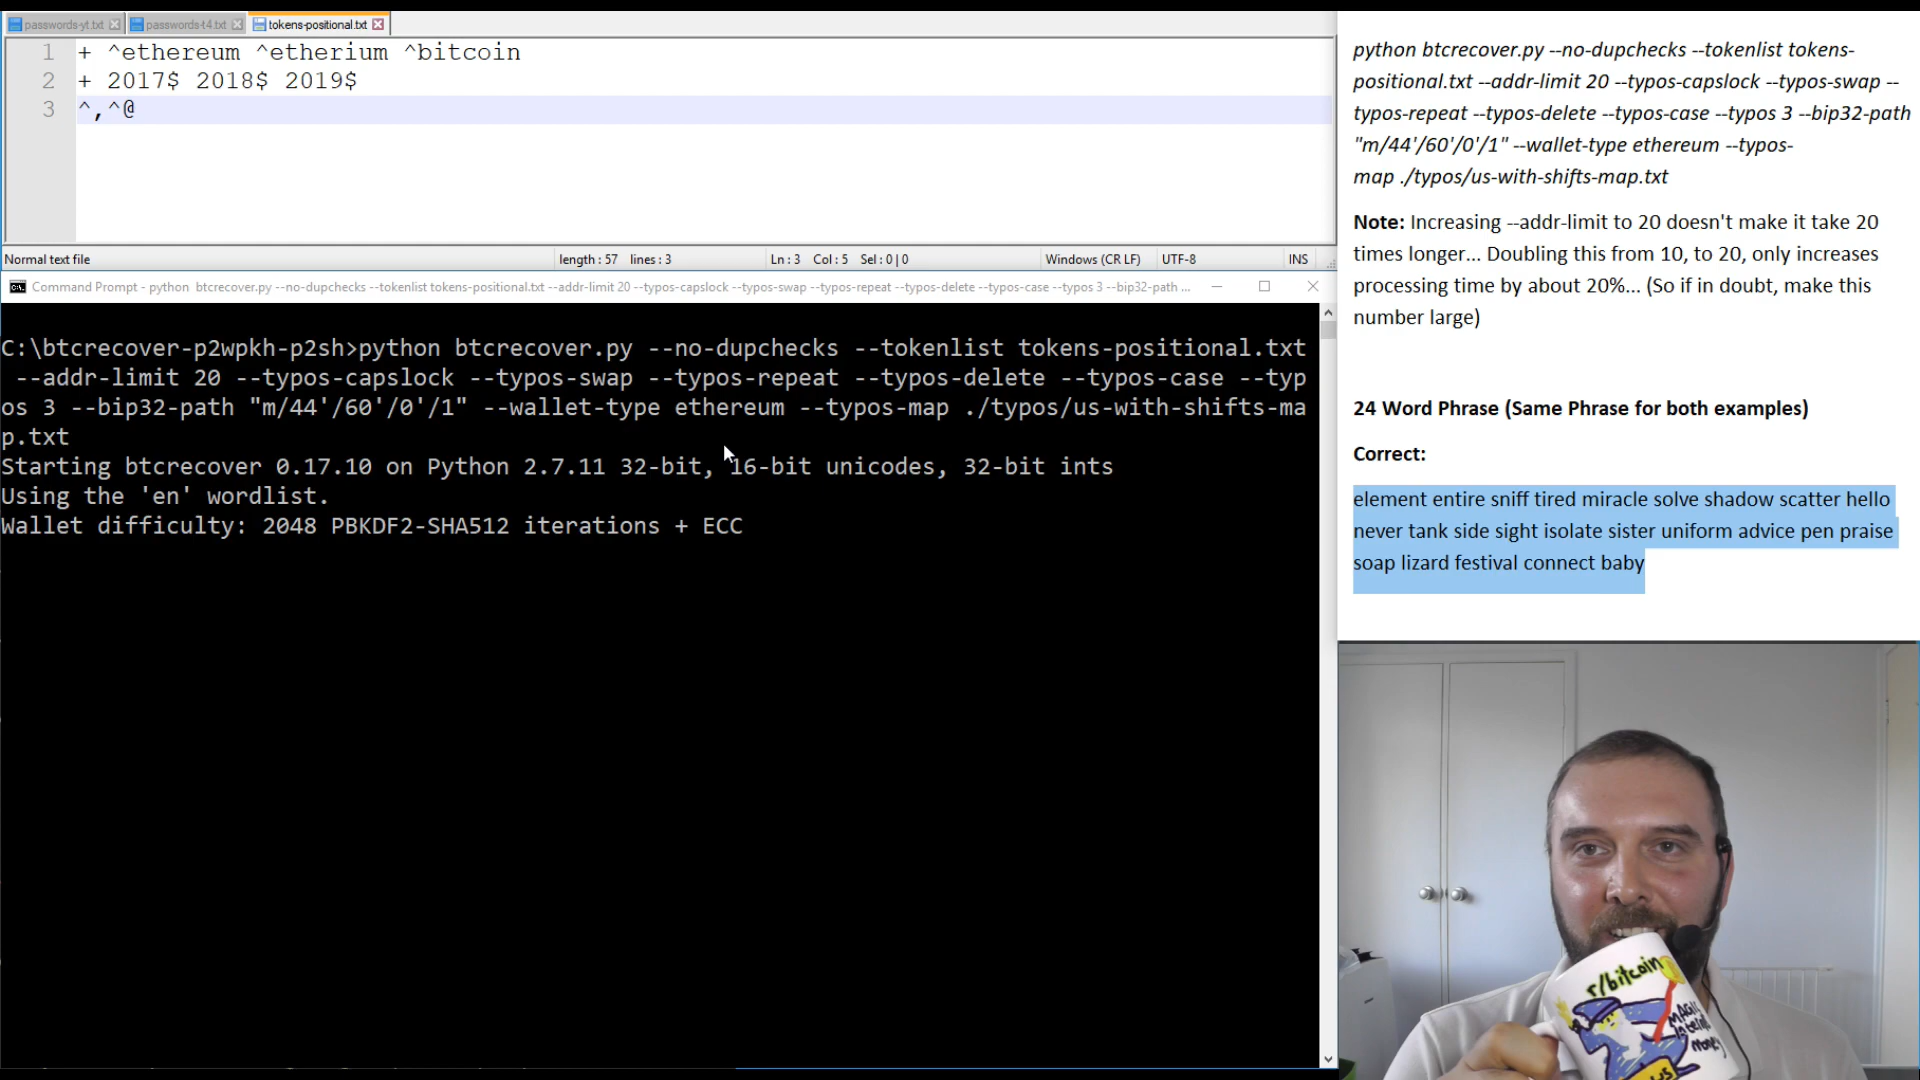 passwords-yt.txt passwords-t4.txt tokens-positional.txt
1 + ^ethereum ^etherium ^bitcoin
2 + 2017$ 2018$ 2019$
3 ^,^@
Normal text file length : 57 lines : 3 Ln : 3 Col : 5 Sel : 0 | 0 Windows (CR LF) UTF-8 INS
Command Prompt - python btcrecover.py --no-dupchecks --tokenlist tokens-positional.txt --addr-limit 20 --typos-capslock --typos-swap --typos-repeat --typos-delete --typos-case --typos 3 --bip32-path ...
C:\btcrecover-p2wpkh-p2sh>python btcrecover.py --no-dupchecks --tokenlist tokens-positional.txt
--addr-limit 20 --typos-capslock --typos-swap --typos-repeat --typos-delete --typos-case --typ
os 3 --bip32-path "m/44'/60'/0'/1" --wallet-type ethereum --typos-map ./typos/us-with-shifts-ma
p.txt
Starting btcrecover 0.17.10 on Python 2.7.11 32-bit, 16-bit unicodes, 32-bit ints
Using the 'en' wordlist.
Wallet difficulty: 2048 PBKDF2-SHA512 iterations + ECC
python btcrecover.py --no-dupchecks --tokenlist tokens-
positional.txt --addr-limit 20 --typos-capslock --typos-swap --
typos-repeat --typos-delete --typos-case --typos 3 --bip32-path
"m/44'/60'/0'/1" --wallet-type ethereum --typos-
map ./typos/us-with-shifts-map.txt
Note: Increasing --addr-limit to 20 doesn't make it take 20
times longer... Doubling this from 10, to 20, only increases
processing time by about 20%... (So if in doubt, make this
number large)
24 Word Phrase (Same Phrase for both examples)
Correct:
element entire sniff tired miracle solve shadow scatter hello
never tank side sight isolate sister uniform advice pen praise
soap lizard festival connect baby
r/bitcoin
MAGIC